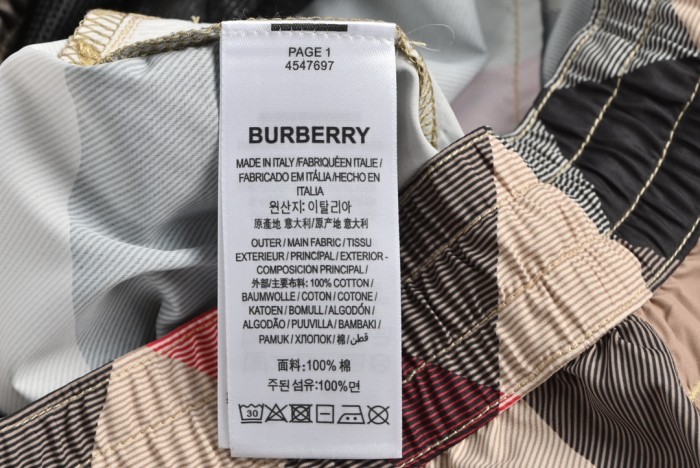 PAGE 1
4547697
BURBERRY
MADE IN ITALY /FABRIQUÉEN ITALIE/
FABRICADO EM ITÁLIA/HECHO EN
ITALIA
원산지: 이탈리아
原產地 意大利/原产地 意大利
OUTER / MAIN FABRIC / TISSU
EXTERIEUR / PRINCIPAL / EXTERIOR -
COMPOSICIÓN PRINCIPAL /
外部/主要布料: 100% COTTON /
BAUMWOLLE / COTON / COTONE /
KATOEN / BOMULL / ALGODÓN /
ALGODÃO / PUUVILLA / BAMBAKI /
PAMUK / ХЛОПОК / 棉 / قطن /
面料:100% 棉
주된 섬유:100%면
30